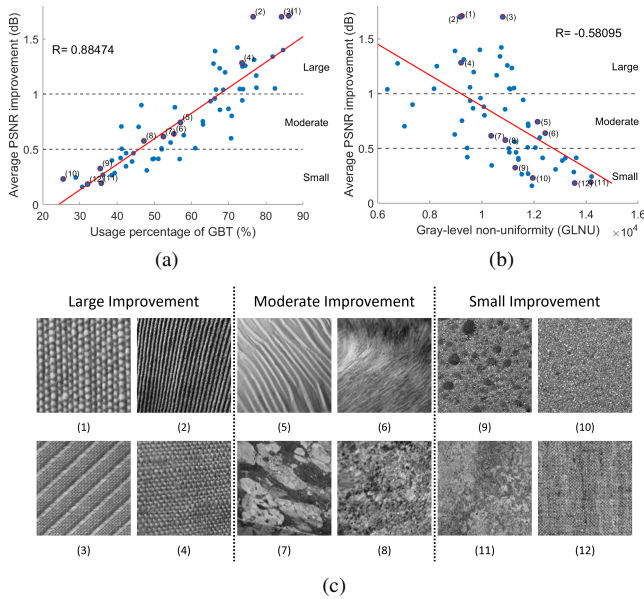 (2) (3) (1)
R= 0.88474
(4)
(5)
(6)
(8) (7)
(9)
(10)
(12) (11)
Large
Moderate
Small
1.5
1
0.5
0
20 30 40 50 60 70 80 90
Average PSNR improvement (dB)
Usage percentage of GBT (%)
(a)
(2) (1) (3)
R= -0.58095
(4)
(5)
(7) (8) (6)
(9)
(10)
(12) (11)
Large
Moderate
Small
1.5
1
0.5
0
0.6 0.8 1 1.2 1.4 1.6
×10⁴
Average PSNR improvement (dB)
Gray-level non-uniformity (GLNU)
(b)
Large Improvement Moderate Improvement Small Improvement
(1) (2) (5) (6) (9) (10)
(3) (4) (7) (8) (11) (12)
(c)